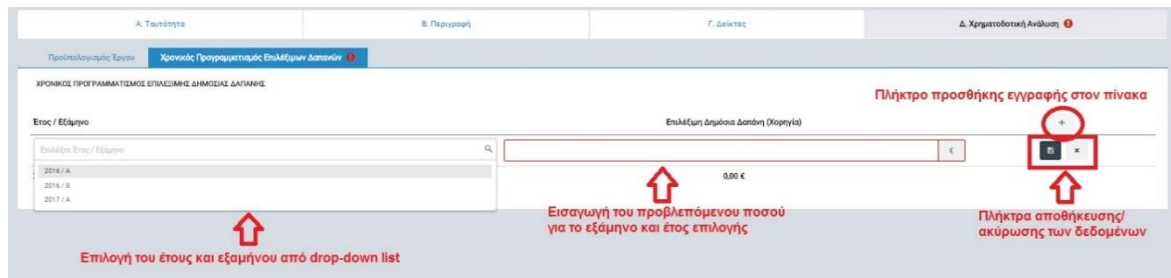 Α. Ταυτότητα
Β. Περιγραφή
Γ. Δείκτες
Δ. Χρηματοδοτική Ανάλυση
Προϋπολογισμός Έργου
Χρονικός Προγραμματισμός Επιλέξιμων Δαπανών
ΧΡΟΝΙΚΟΣ ΠΡΟΓΡΑΜΜΑΤΙΣΜΟΣ ΕΠΙΛΕΞΙΜΗΣ ΔΗΜΟΣΙΑΣ ΔΑΠΑΝΗΣ
Πλήκτρο προσθήκης εγγραφής στον πίνακα
Έτος / Εξάμηνο
Επιλέξιμη Δημόσια Δαπάνη (Χορηγία)
+
Επιλέξτε Έτος / Εξάμηνο
€
×
2016 / Α
2016 / Β
2017 / Α
0,00 €
Εισαγωγή του προβλεπόμενου ποσού
για το εξάμηνο και έτος επιλογής
Πλήκτρα αποθήκευσης/
ακύρωσης των δεδομένων
Επιλογή του έτους και εξαμήνου από drop-down list